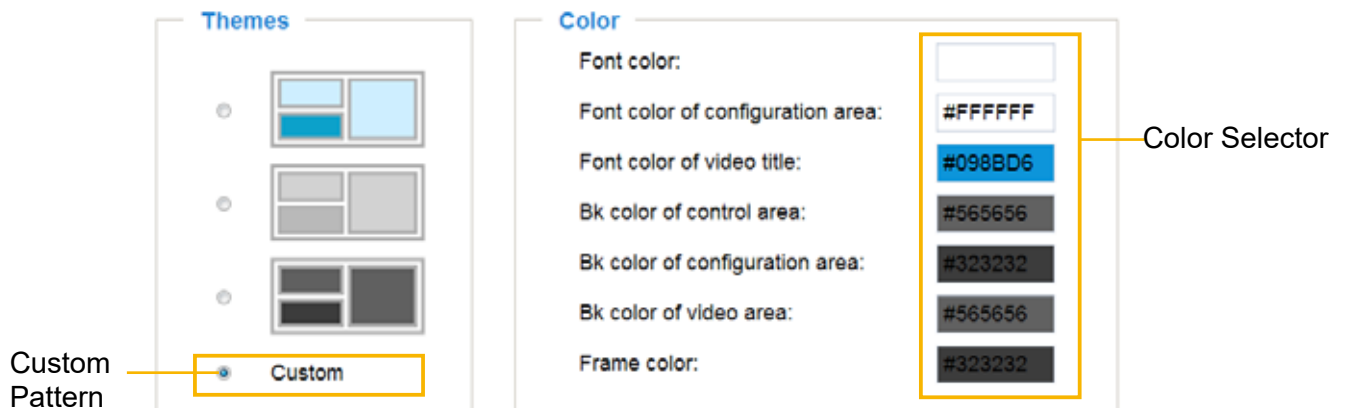 Themes
Custom
Custom
Pattern
Color
Font color:
Font color of configuration area: #FFFFFF
Font color of video title: #098BD6
Bk color of control area: #565656
Bk color of configuration area: #323232
Bk color of video area: #565656
Frame color: #323232
Color Selector